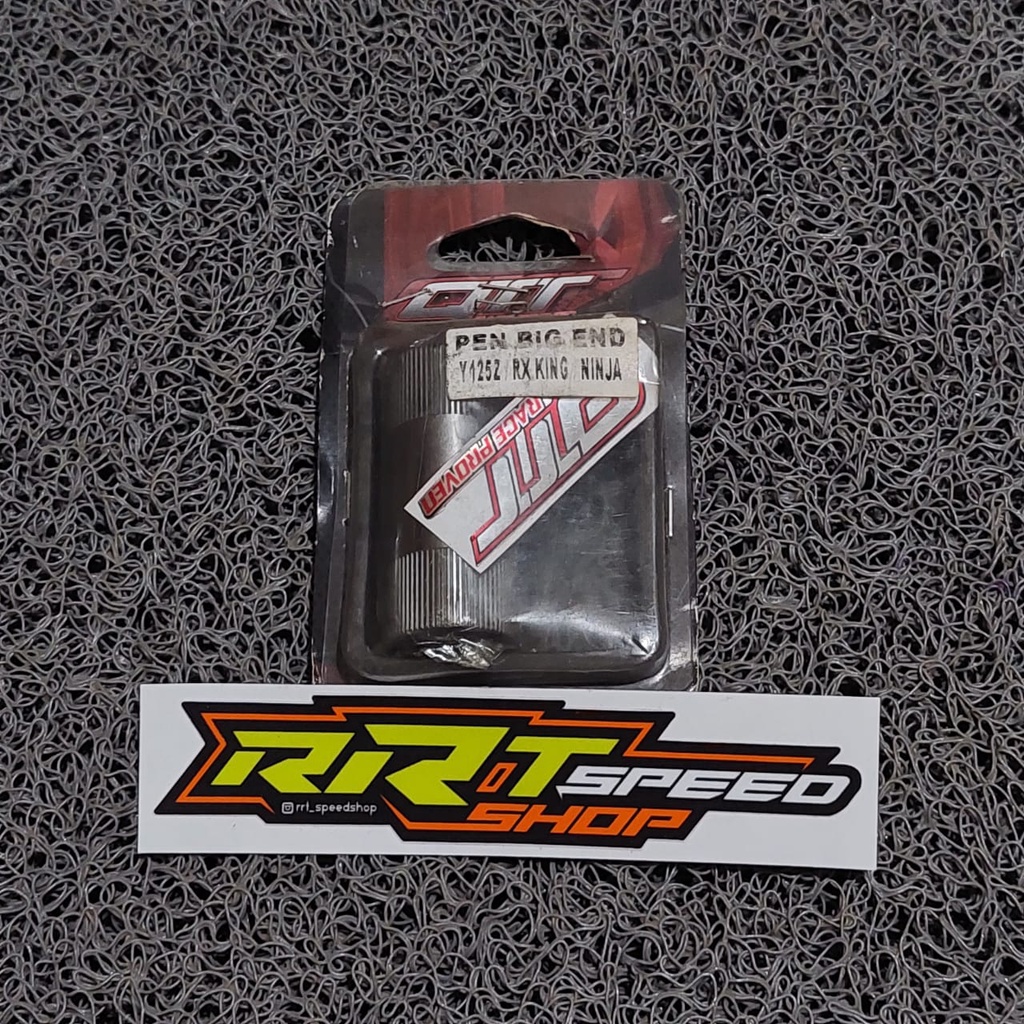 PEN BIG END
Y125Z RX KING NINJA
RACE PROVEN
RRT SPEED
SHOP
rrt_speedshop